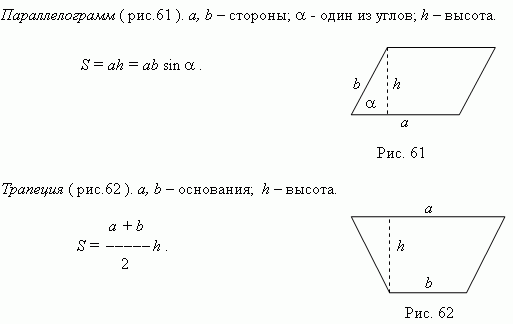 Параллелограмм ( рис.61 ). a, b – стороны; α - один из углов; h – высота.
S = ah = ab sin α .
b
h
α
a
Рис. 61
Трапеция ( рис.62 ). a, b – основания; h – высота.
a + b
S = ––––– h .
2
a
h
b
Рис. 62